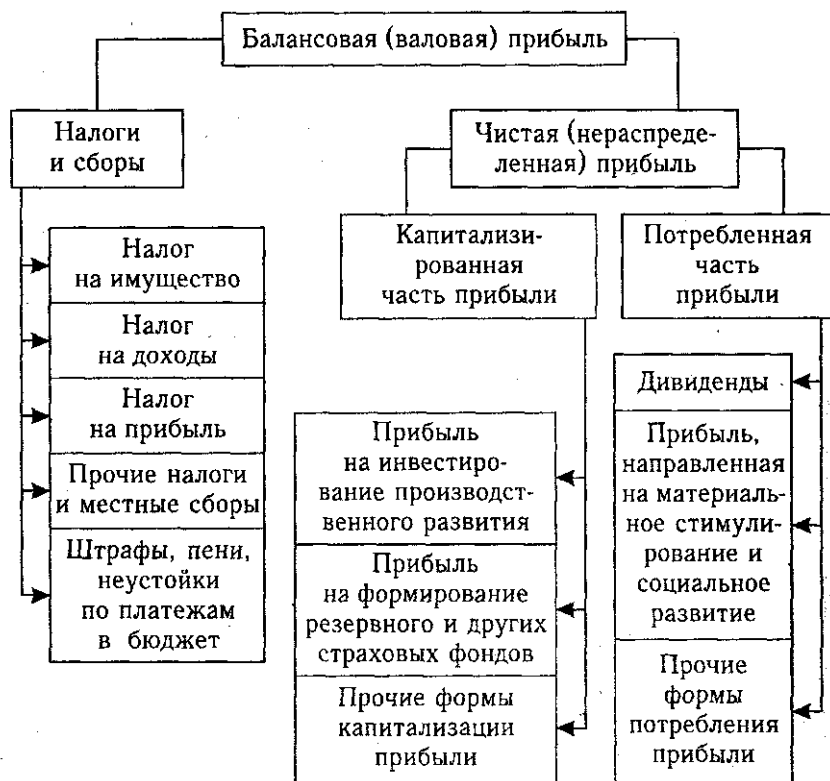 Балансовая (валовая) прибыль
Налоги
и сборы
Чистая (нераспреде-
ленная) прибыль
Налог
на имущество
Налог
на доходы
Налог
на прибыль
Прочие налоги
и местные сборы
Штрафы, пени,
неустойки
по платежам
в бюджет
Капитализи-
рованная
часть прибыли
Прибыль
на инвестиро-
вание производст-
венного развития
Прибыль
на формирование
резервного и других
страховых фондов
Прочие формы
капитализации
прибыли
Потребленная
часть
прибыли
Дивиденды
Прибыль,
направленная
на материаль-
ное стимули-
рование и
социальное
развитие
Прочие
формы
потребления
прибыли